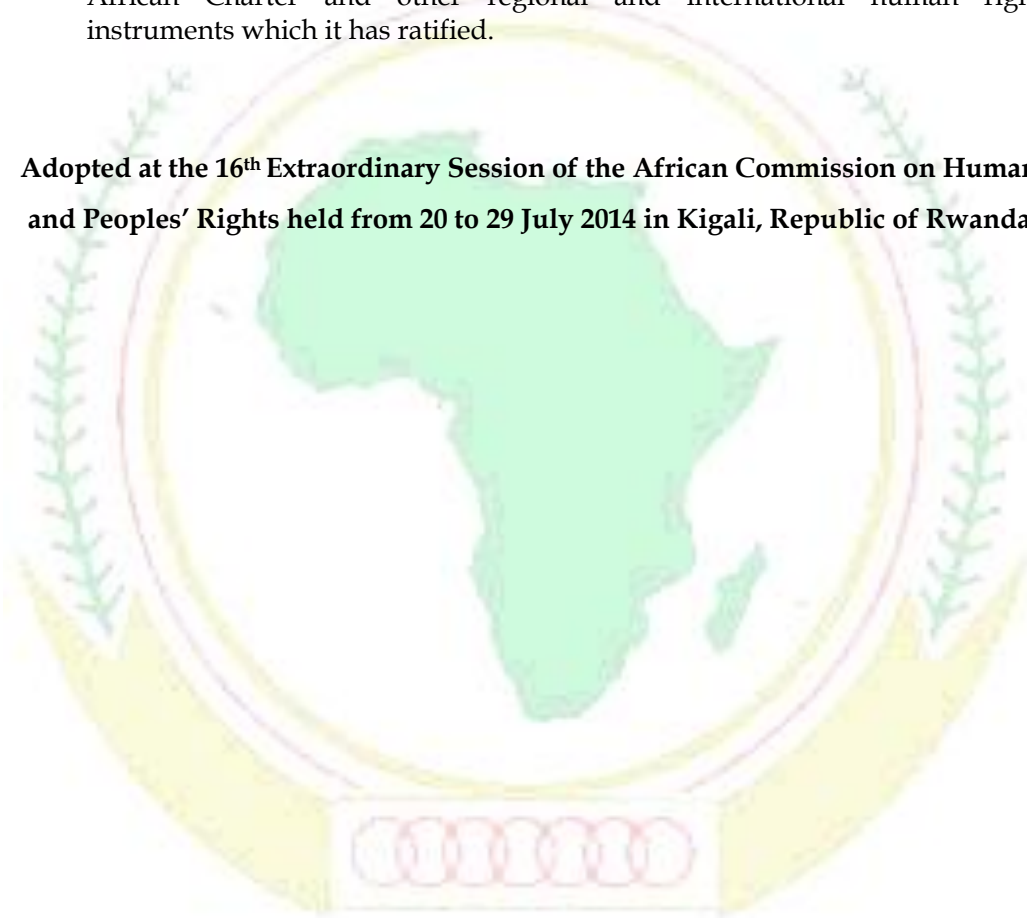 African Charter and other regional and international human
instruments which it has ratified.
Adopted at the 16th Extraordinary Session of the African Commission on Human
and Peoples’ Rights held from 20 to 29 July 2014 in Kigali, Republic of Rwanda